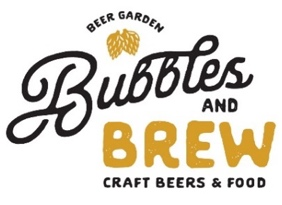 BEER GARDEN
Bubbles
AND
BREW
CRAFT BEERS & FOOD